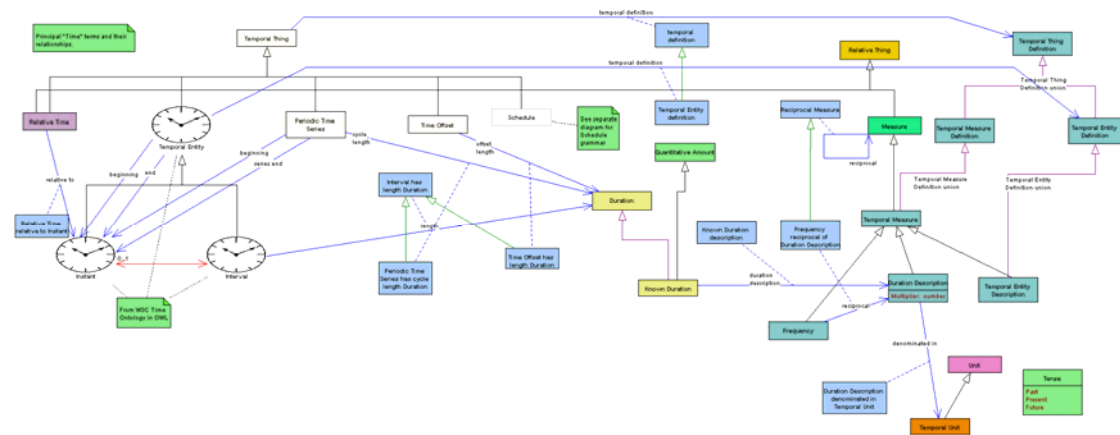 temporal definition
Principal "Time" terms and their
relationships.
Temporal Thing
temporal
definition
Temporal Thing
Definition
Relative Thing
temporal definition
Temporal Thing
Definition union
Relative Time
Temporal Entity
Periodic Time
Series
Time Offset
Schedule
See separate
diagram for
Schedule
grammar.
Temporal Entity
definition
Reciprocal Measure
Measure
Temporal Measure
Definition
Temporal Entity
Definition
cycle
length
offset
length
beginning
series end
Quantitative Amount
reciprocal
relative to
beginning
end
Interval has
length Duration
Temporal Measure
Definition union
Temporal Entity
Definition union
Duration
Relative Time
relative to Instant
length
Known Duration
description
Frequency
reciprocal of
Duration Description
Temporal Measure
0..1
Instant
Interval
Periodic Time
Series has cycle
length Duration
Time Offset has
length Duration
Known Duration
duration
description
Duration Description
Multiplier: number
Temporal Entity
Description
From W3C Time
Ontology in OWL
Frequency
reciprocal
denominated in
Unit
Duration Description
denominated in
Temporal Unit
Tense
Past
Present
Future
Temporal Unit